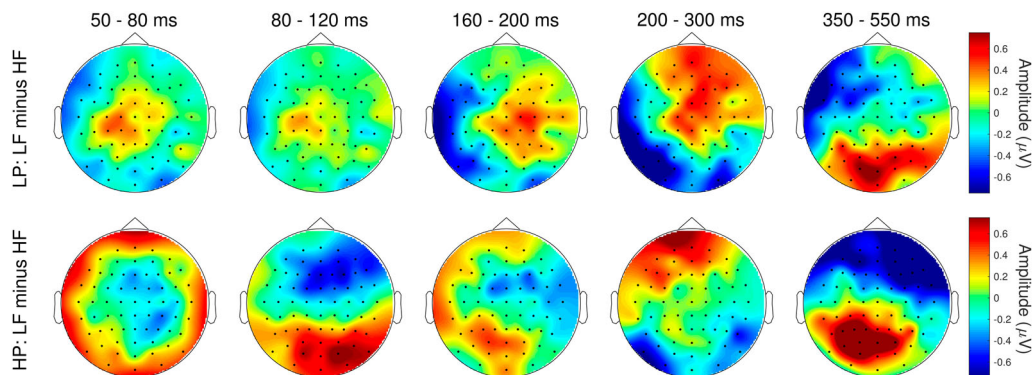 50 - 80 ms
80 - 120 ms
160 - 200 ms
200 - 300 ms
350 - 550 ms
LP: LF minus HF
0.6
0.4
0.2
0
-0.2
-0.4
-0.6
Amplitude (μV)
HP: LF minus HF
0.6
0.4
0.2
0
-0.2
-0.4
-0.6
Amplitude (μV)